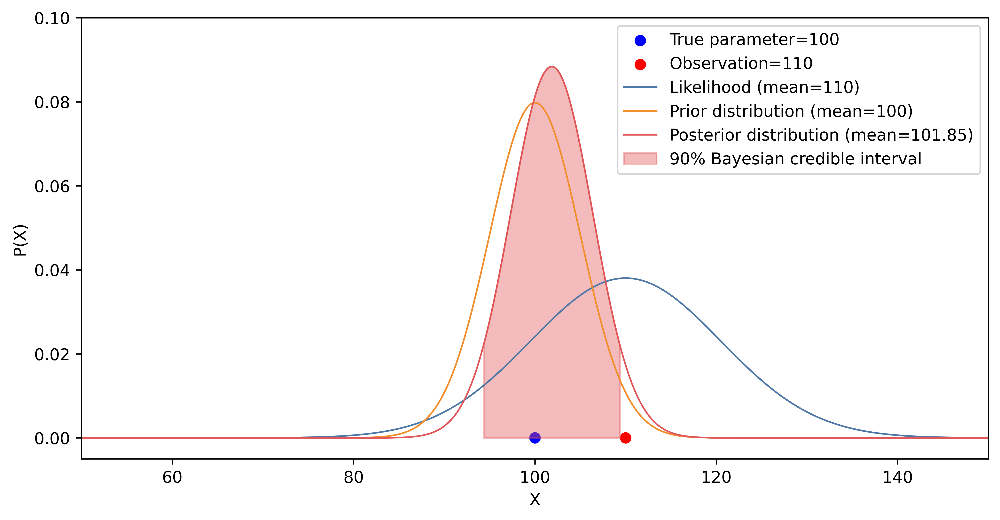 0.10
0.08
0.06
0.04
0.02
0.00
P(X)
True parameter=100
Observation=110
Likelihood (mean=110)
Prior distribution (mean=100)
Posterior distribution (mean=101.85)
90% Bayesian credible interval
60 80 100 120 140
X